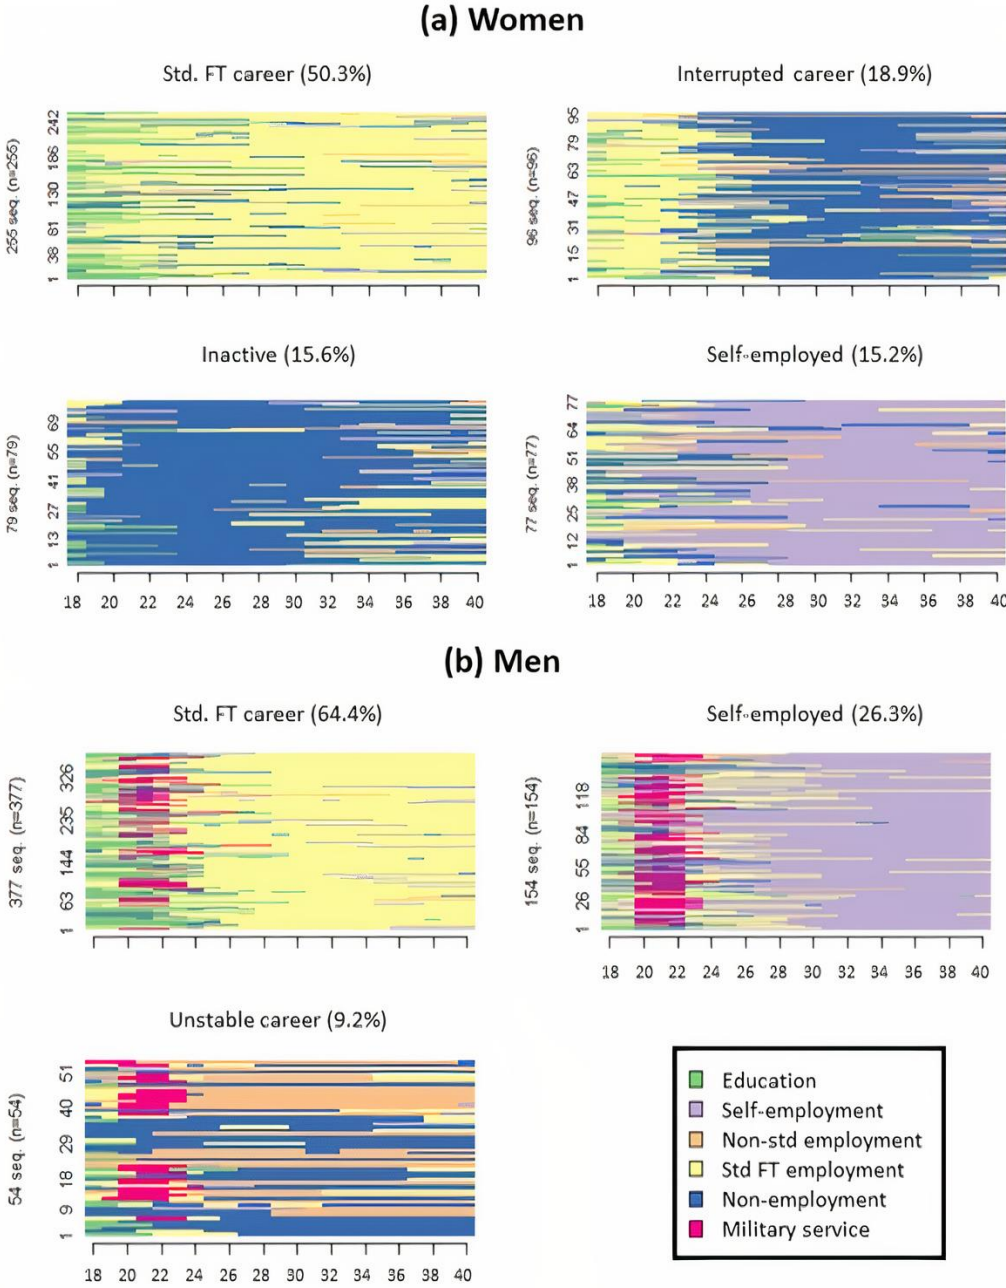 (a) Women
Std. FT career (50.3%)
Interrupted career (18.9%)
255 seq. (n=255)
1 38 81 130 186 242
96 seq. (n=96)
1 15 31 47 63 79 95
Inactive (15.6%)
Self-employed (15.2%)
79 seq. (n=79)
1 13 27 41 55 69
77 seq. (n=77)
1 12 25 38 51 64 77
18 20 22 24 26 28 30 32 34 36 38 40
18 20 22 24 26 28 30 32 34 36 38 40
(b) Men
Std. FT career (64.4%)
Self-employed (26.3%)
377 seq. (n=377)
1 63 144 235 326
154 seq. (n=154)
1 26 55 84 118
18 20 22 24 26 28 30 32 34 36 38 40
Unstable career (9.2%)
54 seq. (n=54)
1 9 18 29 40 51
18 20 22 24 26 28 30 32 34 36 38 40
Education
Self-employment
Non-std employment
Std FT employment
Non-employment
Military service